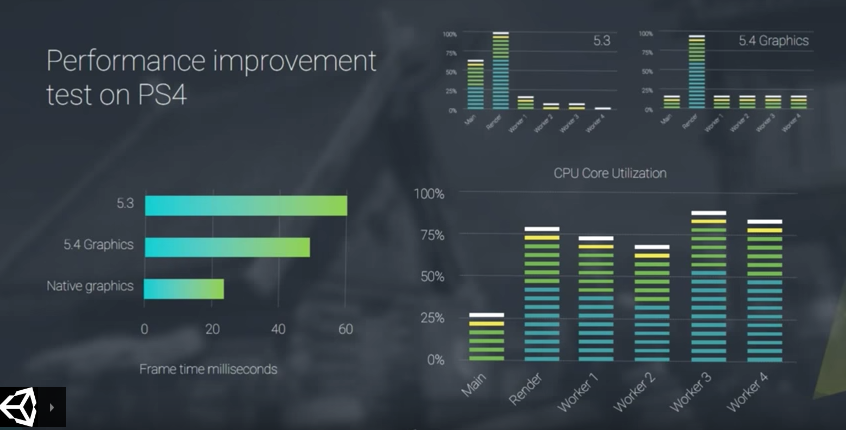 Performance improvement
test on PS4
5.3
5.4 Graphics
Native graphics
0
20
40
60
Frame time milliseconds
100%
75%
50%
25%
0%
5.3
Main
Render
Worker 1
Worker 2
Worker 3
Worker 4
100%
75%
50%
25%
0%
5.4 Graphics
Main
Render
Worker 1
Worker 2
Worker 3
Worker 4
CPU Core Utilization
100%
75%
50%
25%
0%
Main
Render
Worker 1
Worker 2
Worker 3
Worker 4